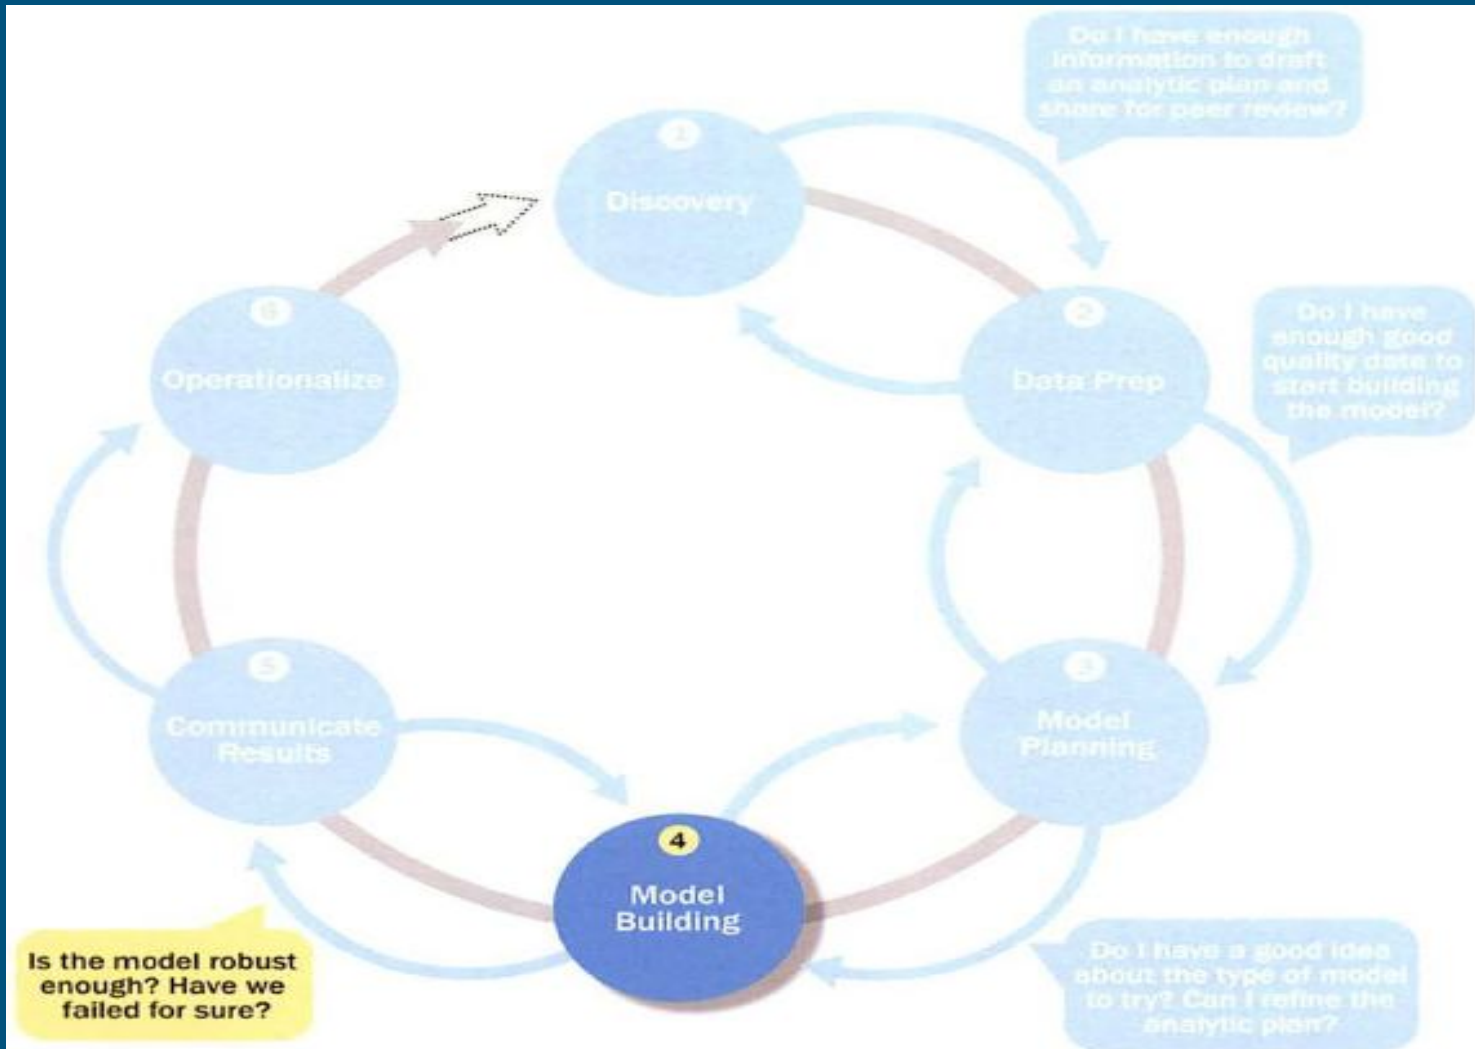 Do I have enough
information to draft
an analytic plan and
share for peer review?
1
Discovery
2
Data Prep
Do I have
enough good
quality data to
start building
the model?
6
Operationalize
3
Model
Planning
5
Communicate
Results
4
Model
Building
Is the model robust
enough? Have we
failed for sure?
Do I have a good idea
about the type of model
to try? Can I refine the
analytic plan?